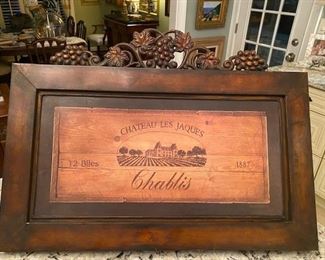 CHATEAU LES JAQUES
12 Btles 1887
Chablis